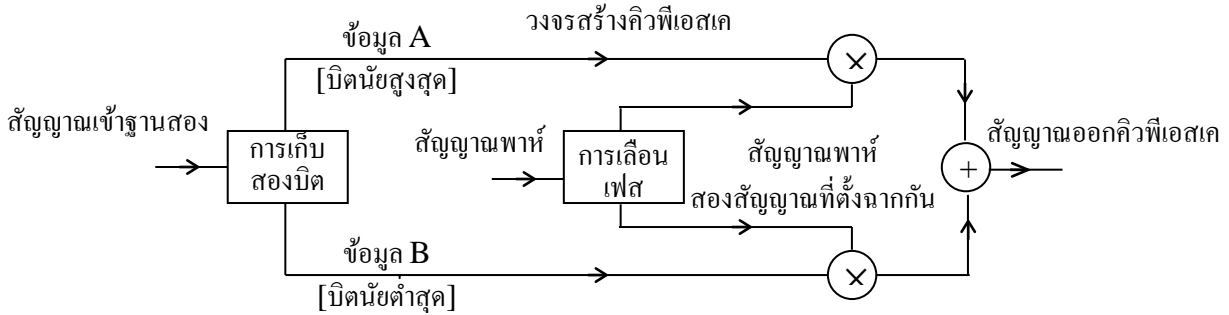 วงจรสร้างคิวพีเอสเค
ข้อมูล A
[บิตนัยสูงสุด]
×
สัญญาณเข้าฐานสอง
การเก็บ
สองบิต
สัญญาณพาห์
การเลื่อน
เฟส
สัญญาณพาห์
สองสัญญาณที่ตั้งฉากกัน
สัญญาณออกคิวพีเอสเค
+
ข้อมูล B
[บิตนัยต่ำสุด]
×